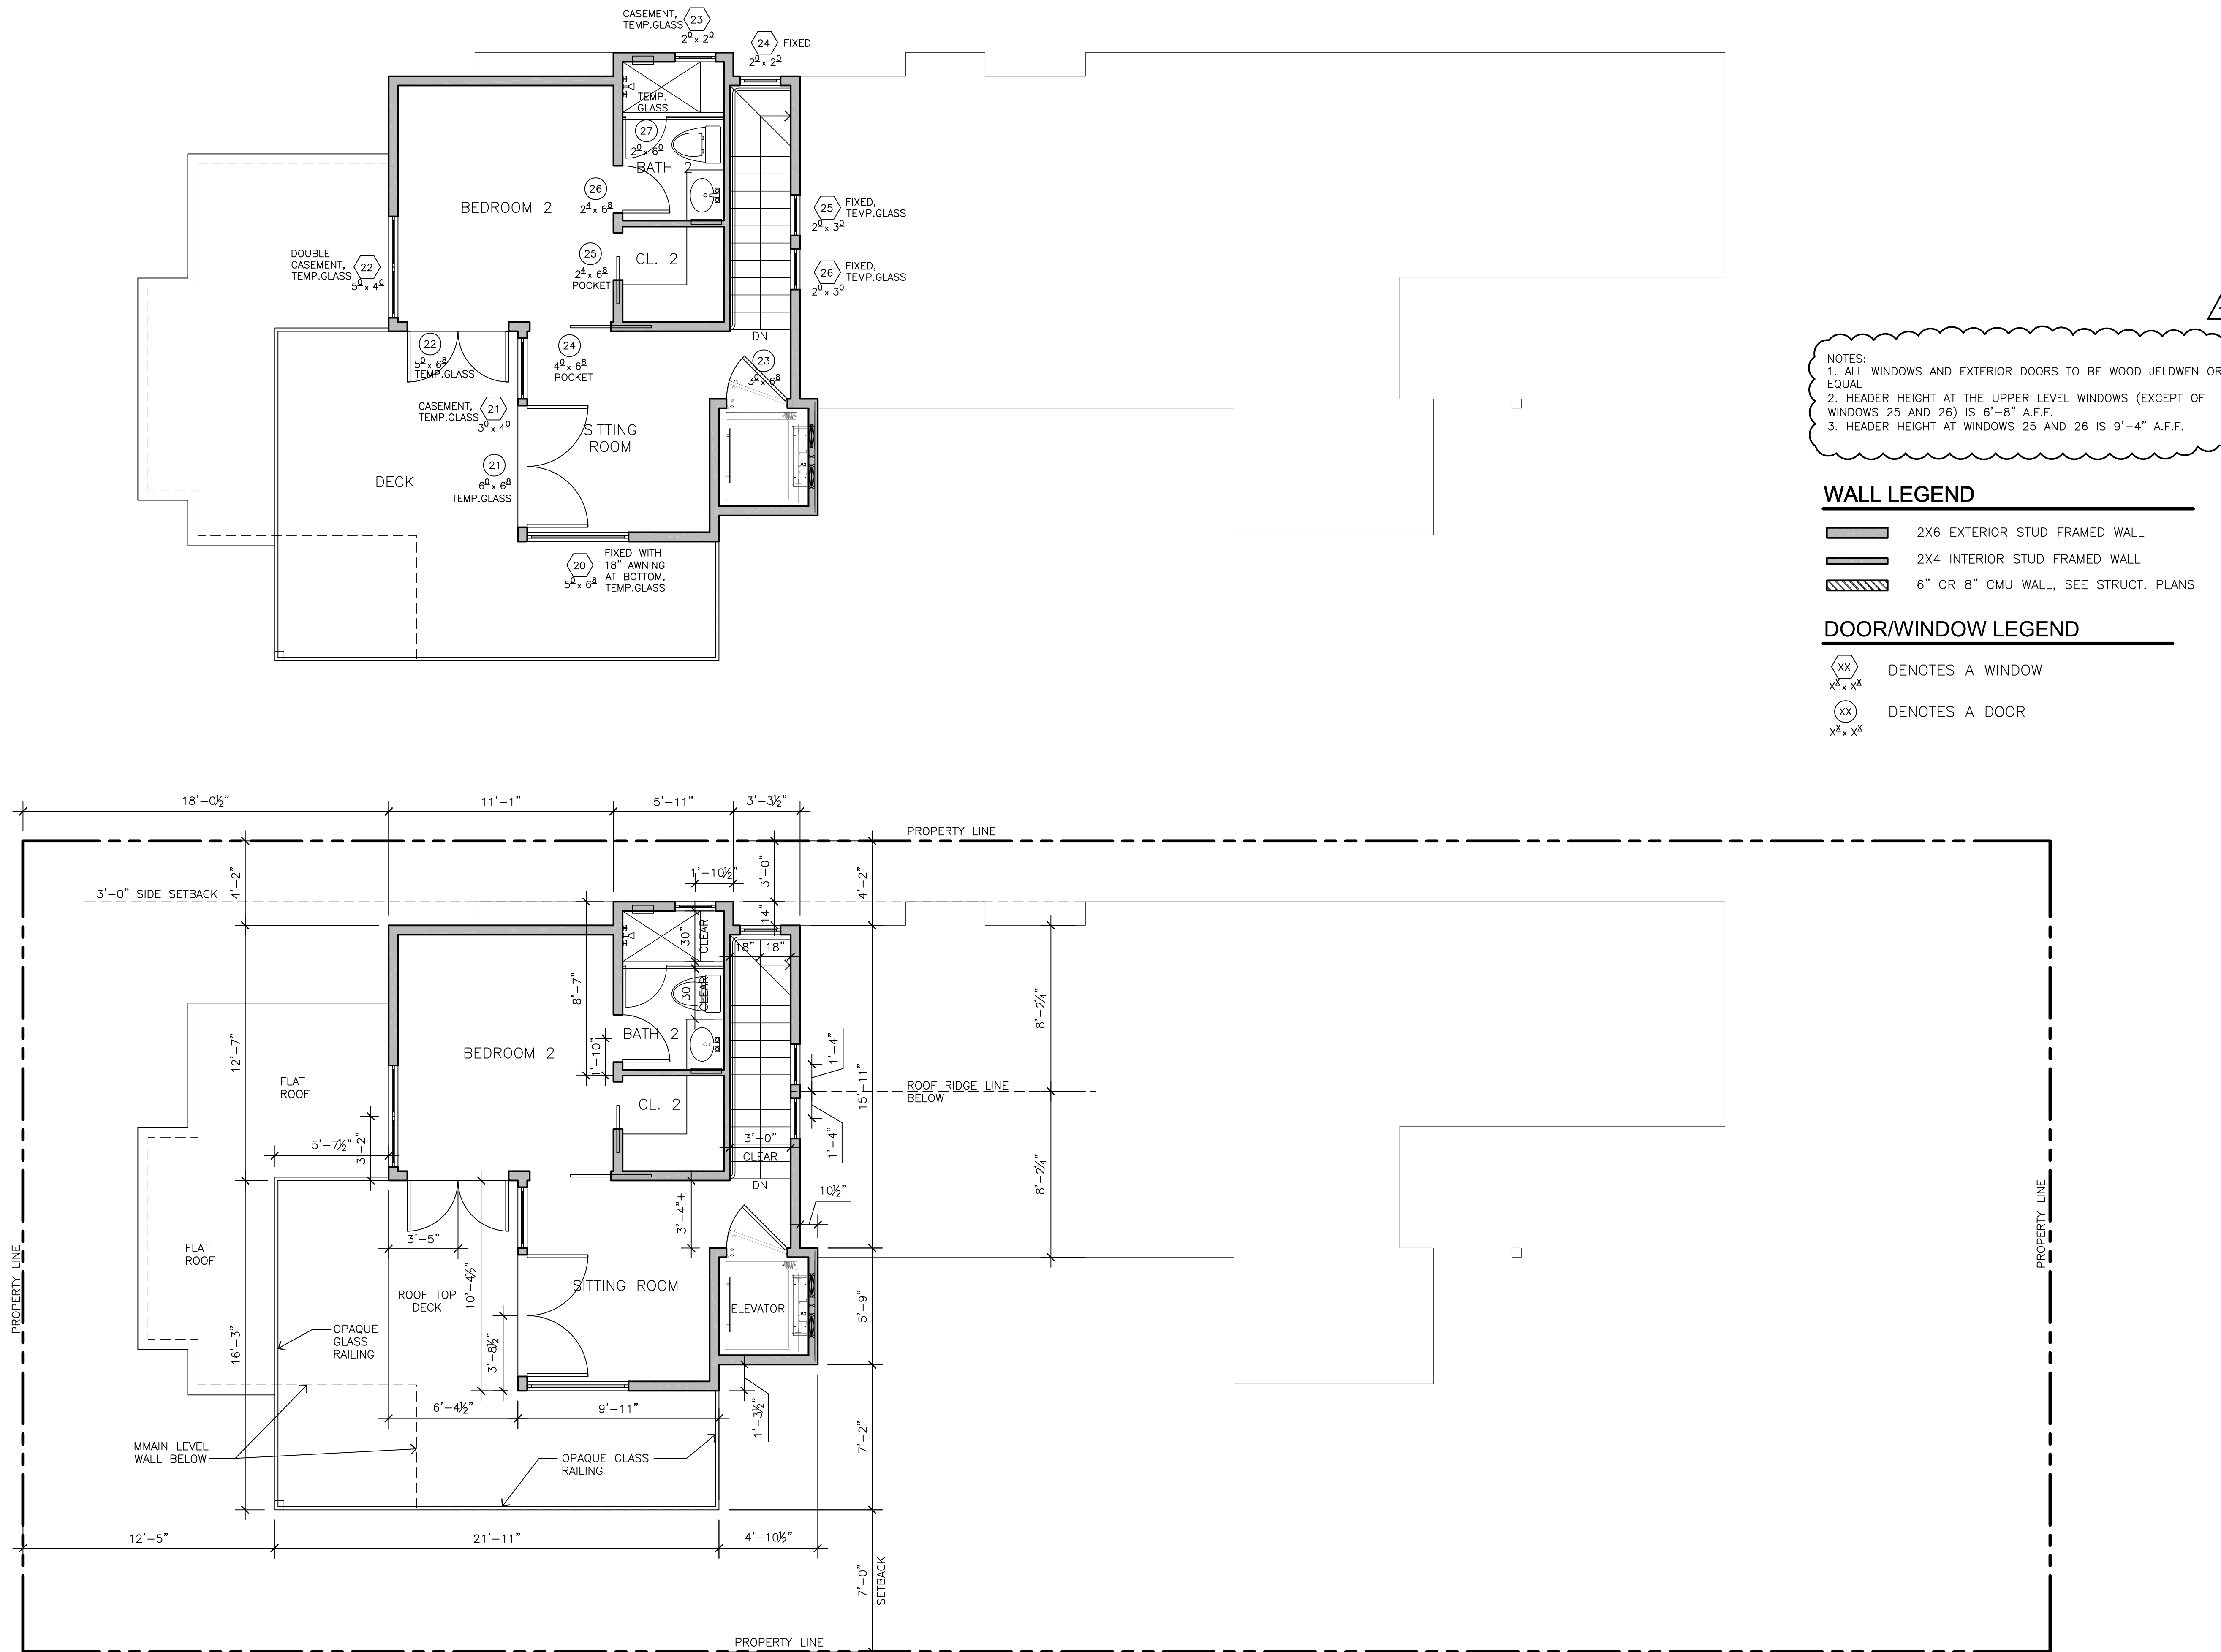 CASEMENT,
TEMP.GLASS
23
2⁰ x 2⁰
24
FIXED
2⁰ x 2⁰
TEMP.
GLASS
27
2⁰ x 6⁰
BATH 2
26
2⁴ x 6⁸
BEDROOM 2
25
FIXED,
TEMP.GLASS
2⁰ x 3⁰
DOUBLE
CASEMENT,
TEMP.GLASS
22
5⁰ x 4⁰
25
2⁴ x 6⁸
POCKET
CL. 2
26
FIXED,
TEMP.GLASS
2⁰ x 3⁰
DN
22
5⁰ x 6⁸
TEMP.GLASS
24
4⁰ x 6⁸
POCKET
23
3⁰ x 6⁸
CASEMENT,
TEMP.GLASS
21
3⁰ x 4⁰
SITTING
ROOM
DECK
21
6⁰ x 6⁸
TEMP.GLASS
20
5⁰ x 6⁸
FIXED WITH
18" AWNING
AT BOTTOM,
TEMP.GLASS
NOTES:
1. ALL WINDOWS AND EXTERIOR DOORS TO BE WOOD JELDWEN OR
EQUAL
2. HEADER HEIGHT AT THE UPPER LEVEL WINDOWS (EXCEPT OF
WINDOWS 25 AND 26) IS 6'-8" A.F.F.
3. HEADER HEIGHT AT WINDOWS 25 AND 26 IS 9'-4" A.F.F.
WALL LEGEND
2X6 EXTERIOR STUD FRAMED WALL
2X4 INTERIOR STUD FRAMED WALL
6" OR 8" CMU WALL, SEE STRUCT. PLANS
DOOR/WINDOW LEGEND
XX
X^X x X^X
DENOTES A WINDOW
XX
X^X x X^X
DENOTES A DOOR
18'-0½"
11'-1"
5'-11"
3'-3½"
PROPERTY LINE
3'-0" SIDE SETBACK
4'-2"
1'-10½"
3'-0"
4'-2"
14"
30"
CLEAR
18"
18"
8'-7"
30
CLEAR
8'-2¼"
12'-7"
BEDROOM 2
BATH 2
1'-10"
1'-4"
FLAT
ROOF
CL. 2
15'-11"
ROOF RIDGE LINE
BELOW
5'-7½"
3'-2"
3'-0"
CLEAR
1'-4"
8'-2¼"
DN
10½"
3'-4"±
3'-5"
FLAT
ROOF
PROPERTY LINE
PROPERTY LINE
10'-4½"
SITTING ROOM
ROOF TOP
DECK
ELEVATOR
5'-9"
16'-3"
OPAQUE
GLASS
RAILING
3'-8½"
6'-4½"
9'-11"
1'-3½"
7'-2"
MMAIN LEVEL
WALL BELOW
OPAQUE GLASS
RAILING
12'-5"
21'-11"
4'-10½"
7'-0"
SETBACK
PROPERTY LINE